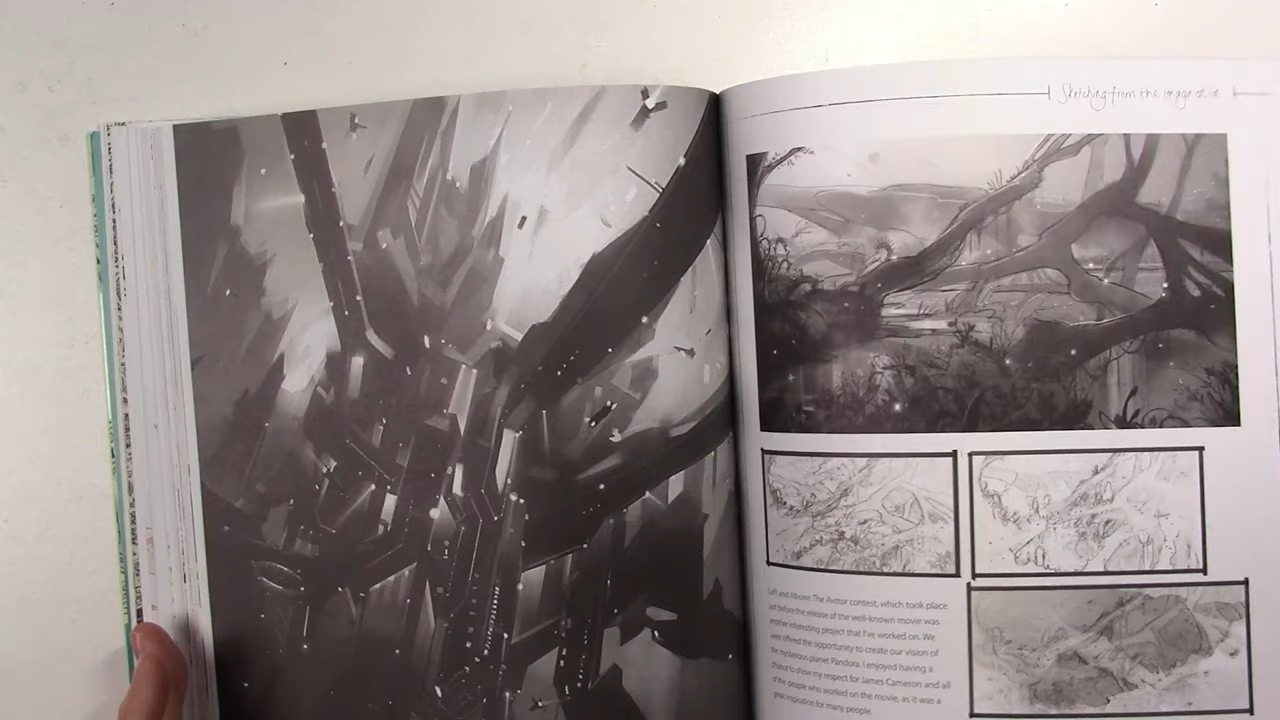 Sketching from the image
Left and Above: The Avatar contest, which took place
just before the release of the well-known movie was
another interesting project that I've worked on. We
were offered the opportunity to create our vision of
the mysterious planet Pandora. I enjoyed having a
chance to show my respect for James Cameron and all
of the people who worked on the movie, as it was a
great inspiration for many people.